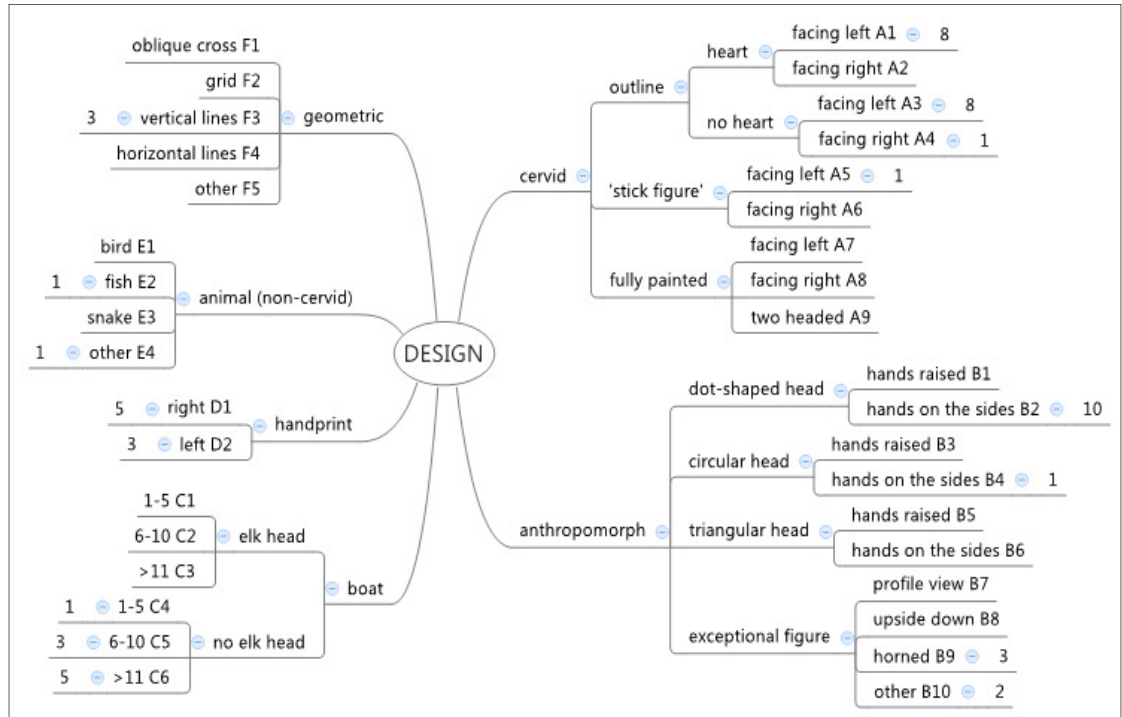 DESIGN
geometric
oblique cross F1
grid F2
3 vertical lines F3
horizontal lines F4
other F5
animal (non-cervid)
bird E1
1 fish E2
snake E3
1 other E4
handprint
5 right D1
3 left D2
boat
elk head
1-5 C1
6-10 C2
>11 C3
no elk head
1 1-5 C4
3 6-10 C5
5 >11 C6
cervid
outline
heart
facing left A1 8
facing right A2
no heart
facing left A3 8
facing right A4 1
'stick figure'
facing left A5 1
facing right A6
fully painted
facing left A7
facing right A8
two headed A9
anthropomorph
dot-shaped head
hands raised B1
hands on the sides B2 10
circular head
hands raised B3
hands on the sides B4 1
triangular head
hands raised B5
hands on the sides B6
exceptional figure
profile view B7
upside down B8
horned B9 3
other B10 2